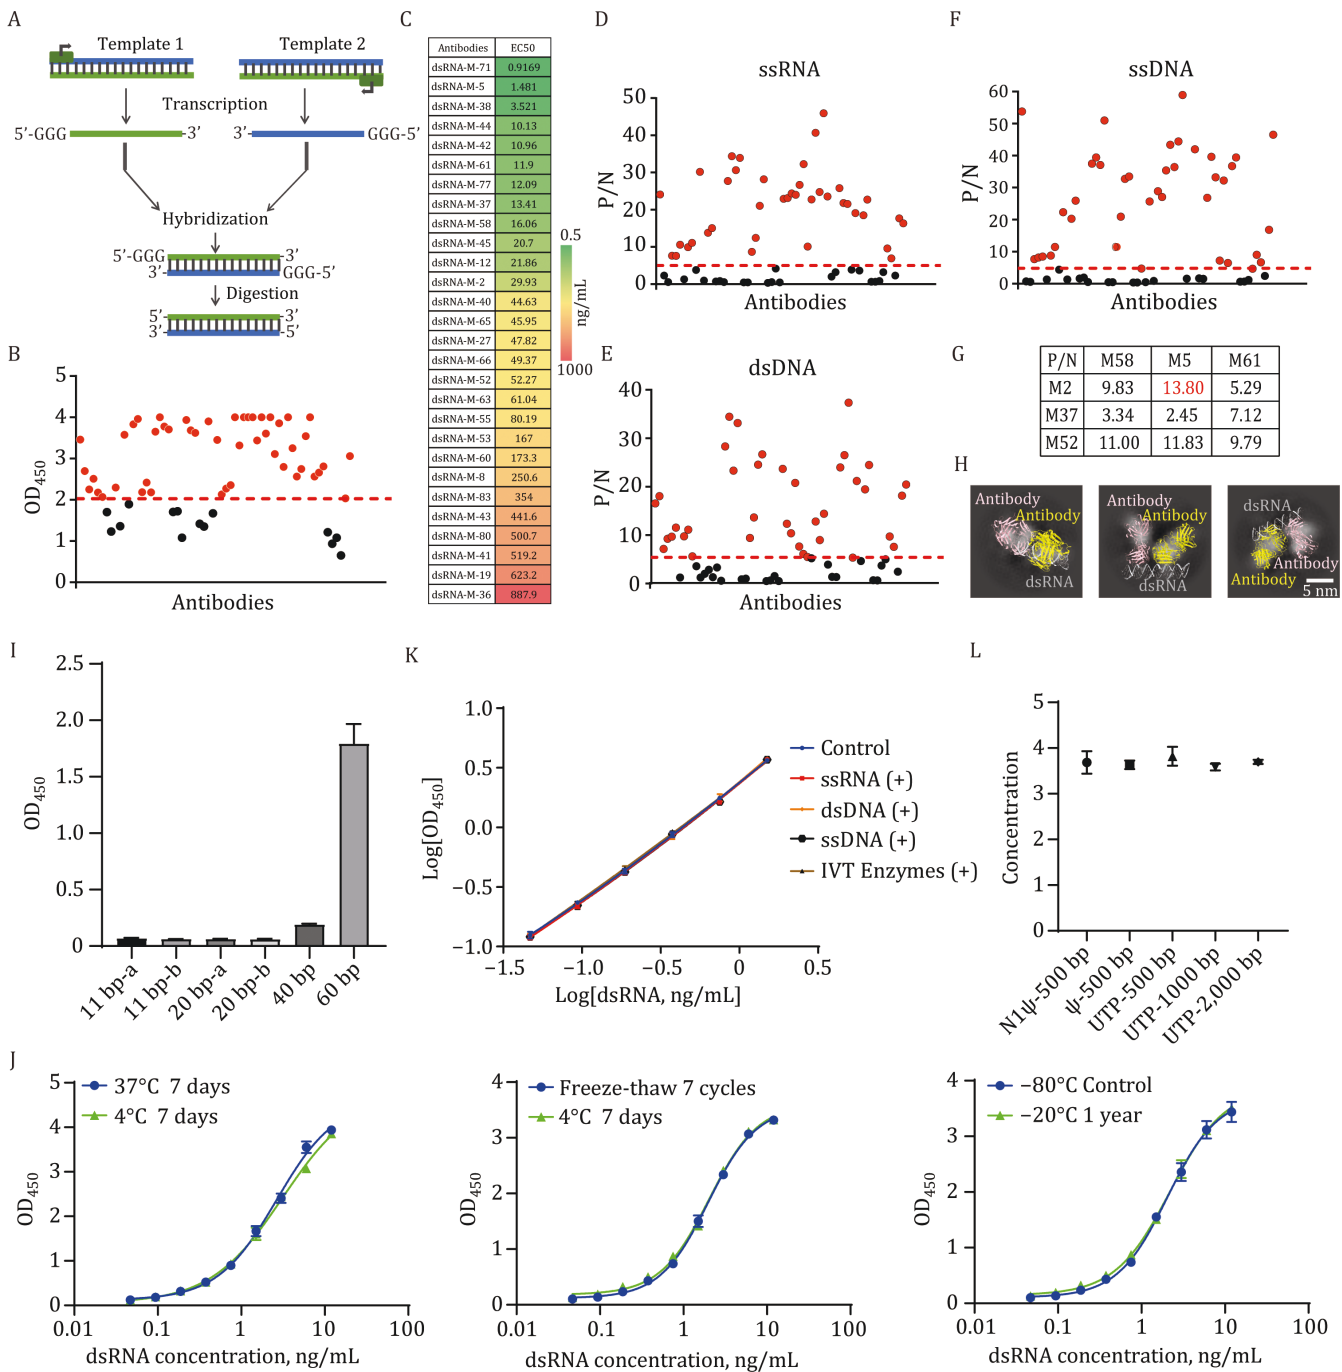 A
Template 1 Template 2
Transcription
5'-GGG -3' 3'- GGG-5'
Hybridization
5'-GGG -3'
3'- GGG-5'
Digestion
5'- -3'
3'- -5'
B
5
4
3
2
1
0
OD450
Antibodies
C
Antibodies EC50
dsRNA-M-71 0.9169
dsRNA-M-5 1.481
dsRNA-M-38 3.521
dsRNA-M-44 10.13
dsRNA-M-42 10.96
dsRNA-M-61 11.9
dsRNA-M-77 12.09
dsRNA-M-37 13.41
dsRNA-M-58 16.06
dsRNA-M-45 20.7
dsRNA-M-12 21.86
dsRNA-M-2 29.93
dsRNA-M-40 44.63
dsRNA-M-65 45.95
dsRNA-M-27 47.82
dsRNA-M-66 49.37
dsRNA-M-52 52.27
dsRNA-M-63 61.04
dsRNA-M-55 80.19
dsRNA-M-53 167
dsRNA-M-60 173.3
dsRNA-M-8 250.6
dsRNA-M-83 354
dsRNA-M-43 441.6
dsRNA-M-80 500.7
dsRNA-M-41 519.2
dsRNA-M-19 623.2
dsRNA-M-36 887.9
0.5
ng/mL
1000
D
ssRNA
50
40
30
20
10
0
P/N
Antibodies
E
dsDNA
40
30
20
10
0
P/N
Antibodies
F
ssDNA
60
50
40
30
20
10
0
P/N
Antibodies
G
P/N M58 M5 M61
M2 9.83 13.80 5.29
M37 3.34 2.45 7.12
M52 11.00 11.83 9.79
H
Antibody
Antibody
dsRNA
Antibody
Antibody
dsRNA
dsRNA
Antibody
Antibody
5 nm
I
2.5
2.0
1.5
1.0
0.5
0
OD450
11 bp-a 11 bp-b 20 bp-a 20 bp-b 40 bp 60 bp
K
1.0
0.5
0.0
−0.5
−1.0
Log[OD450]
−1.5 −1.0 −0.5 0 0.5
Log[dsRNA, ng/mL]
Control
ssRNA (+)
dsDNA (+)
ssDNA (+)
IVT Enzymes (+)
L
5
4
3
2
1
0
Concentration
N1ψ-500 bp ψ-500 bp UTP-500 bp UTP-1000 bp UTP-2,000 bp
J
5
4
3
2
1
0
OD450
37°C 7 days
4°C 7 days
0.01 0.1 1 10 100
dsRNA concentration, ng/mL
4
3
2
1
0
OD450
Freeze-thaw 7 cycles
4°C 7 days
0.01 0.1 1 10 100
dsRNA concentration, ng/mL
4
3
2
1
0
OD450
−80°C Control
−20°C 1 year
0.01 0.1 1 10 100
dsRNA concentration, ng/mL